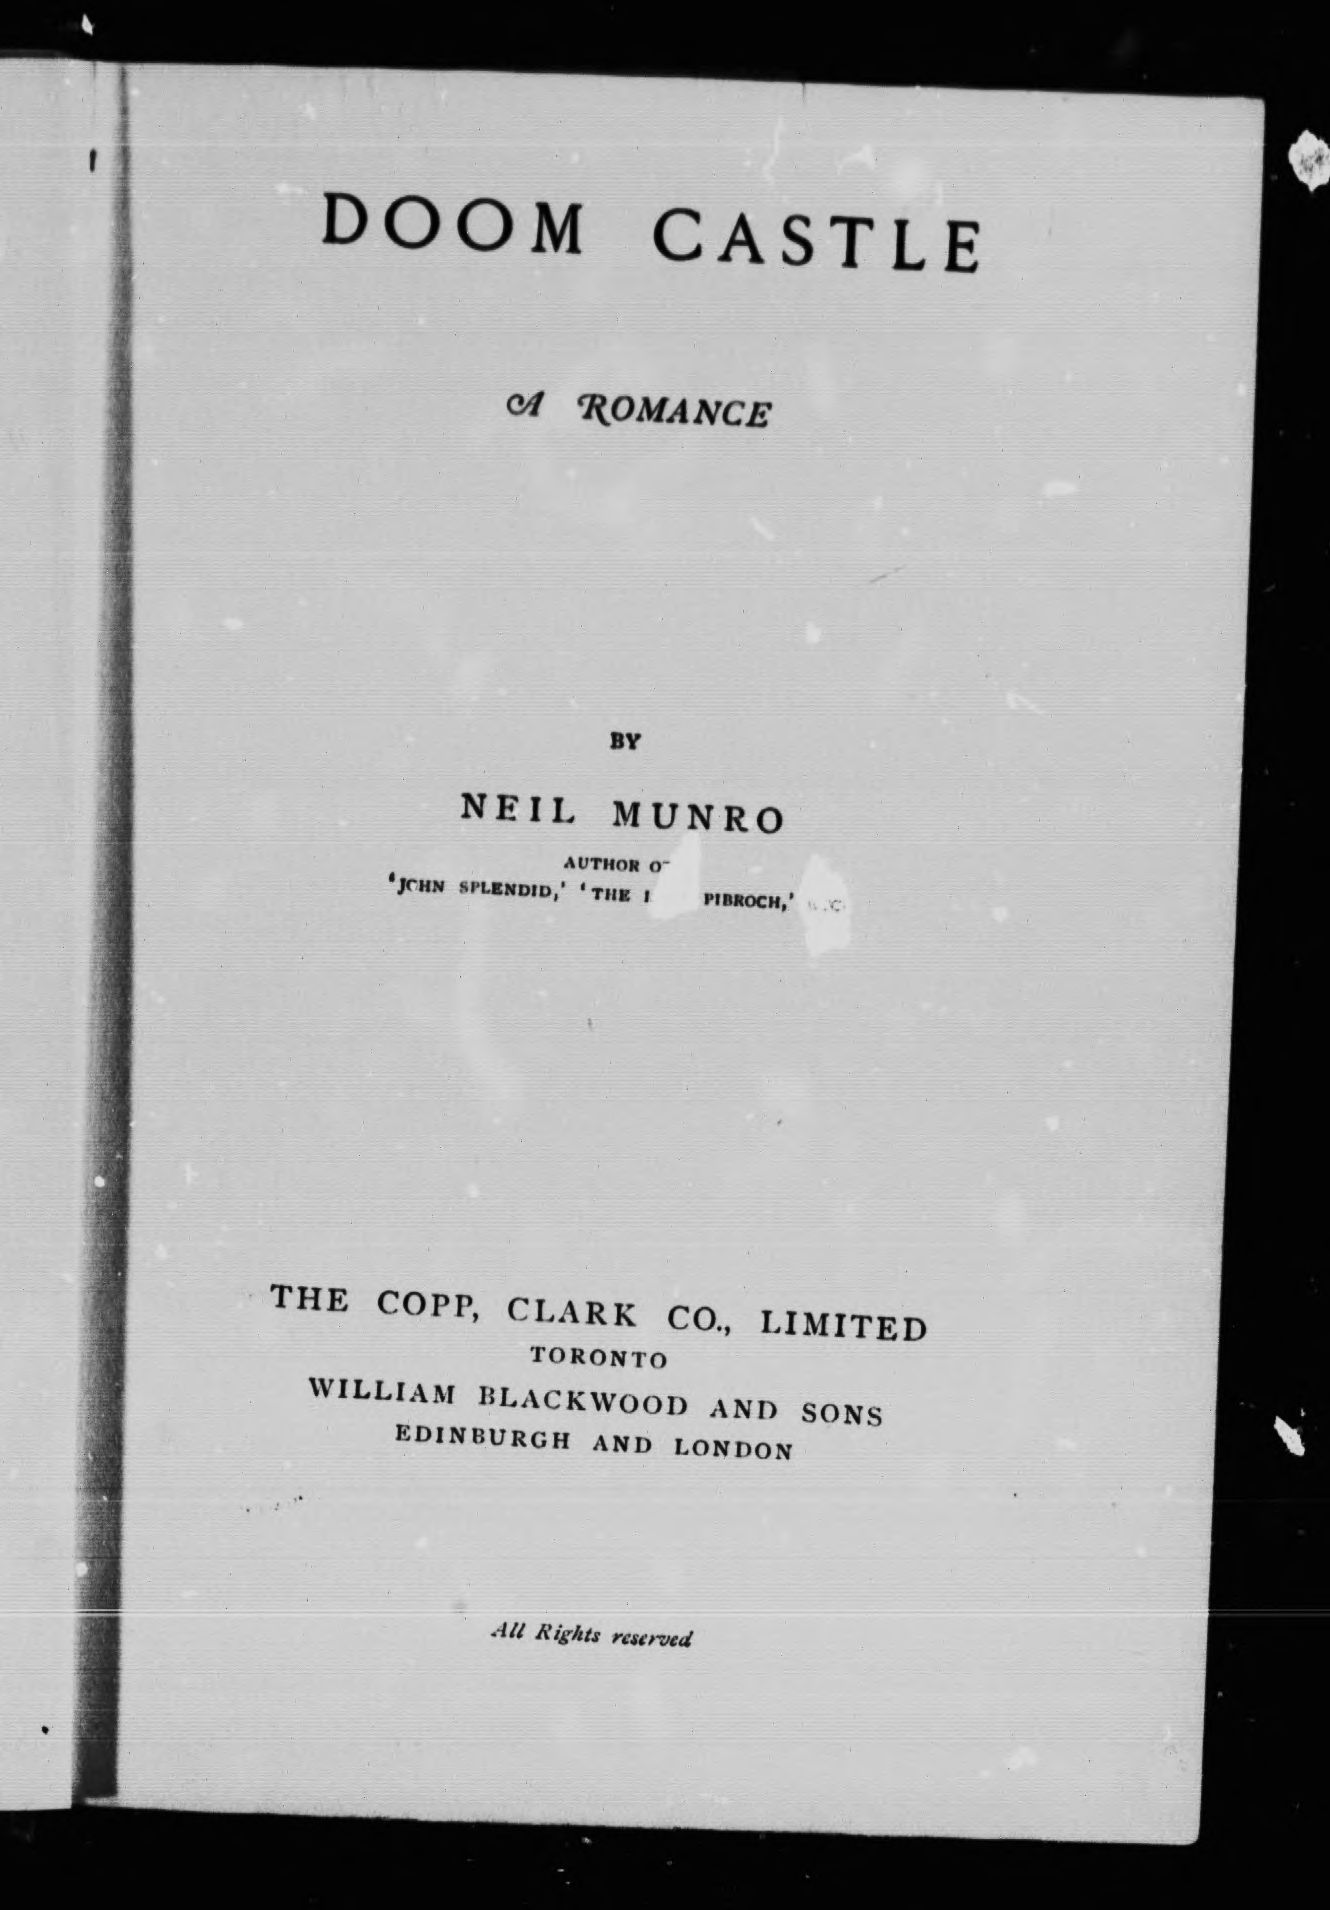 DOOM CASTLE
A ROMANCE
BY
NEIL MUNRO
AUTHOR
'JOHN SPLENDID,' 'THE PIBROCH,'
THE COPP, CLARK CO., LIMITED
TORONTO
WILLIAM BLACKWOOD AND SONS
EDINBURGH AND LONDON
All Rights reserved